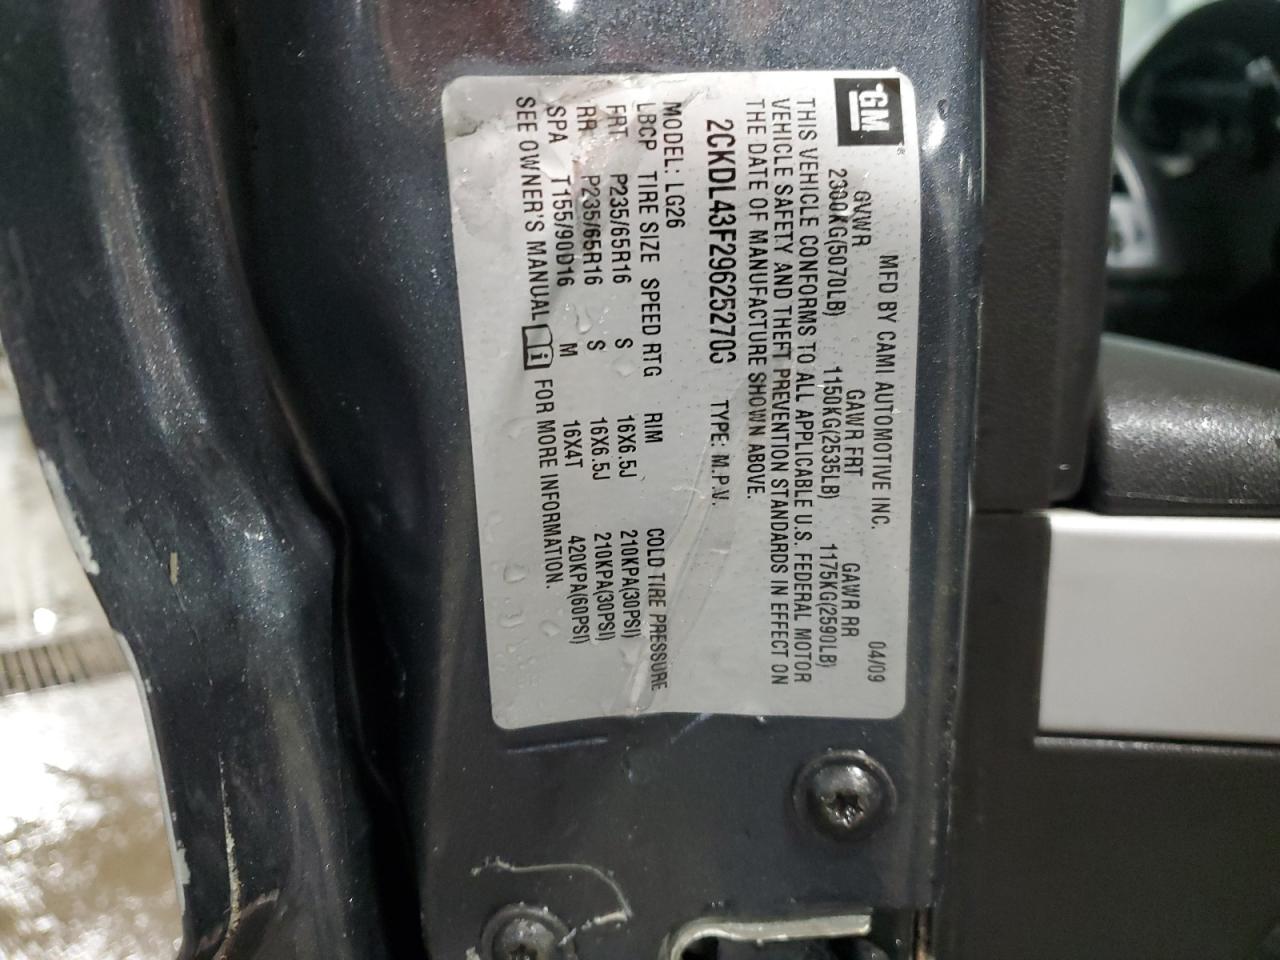 GM ® MFD BY CAMI AUTOMOTIVE INC. 04/09
GVWR GAWR FRT GAWR RR
2300KG(5070LB) 1150KG(2535LB) 1175KG(2590LB)
THIS VEHICLE CONFORMS TO ALL APPLICABLE U.S. FEDERAL MOTOR
VEHICLE SAFETY AND THEFT PREVENTION STANDARDS IN EFFECT ON
THE DATE OF MANUFACTURE SHOWN ABOVE.
TYPE: M.P.V.
MODEL: LG26
LBCP TIRE SIZE SPEED RTG RIM COLD TIRE PRESSURE
FRT P235/65R16 S 16X6.5J 210KPA(30PSI)
RR P235/65R16 S 16X6.5J 210KPA(30PSI)
SPA T155/90D16 M 16X4T 420KPA(60PSI)
SEE OWNER'S MANUAL i FOR MORE INFORMATION.